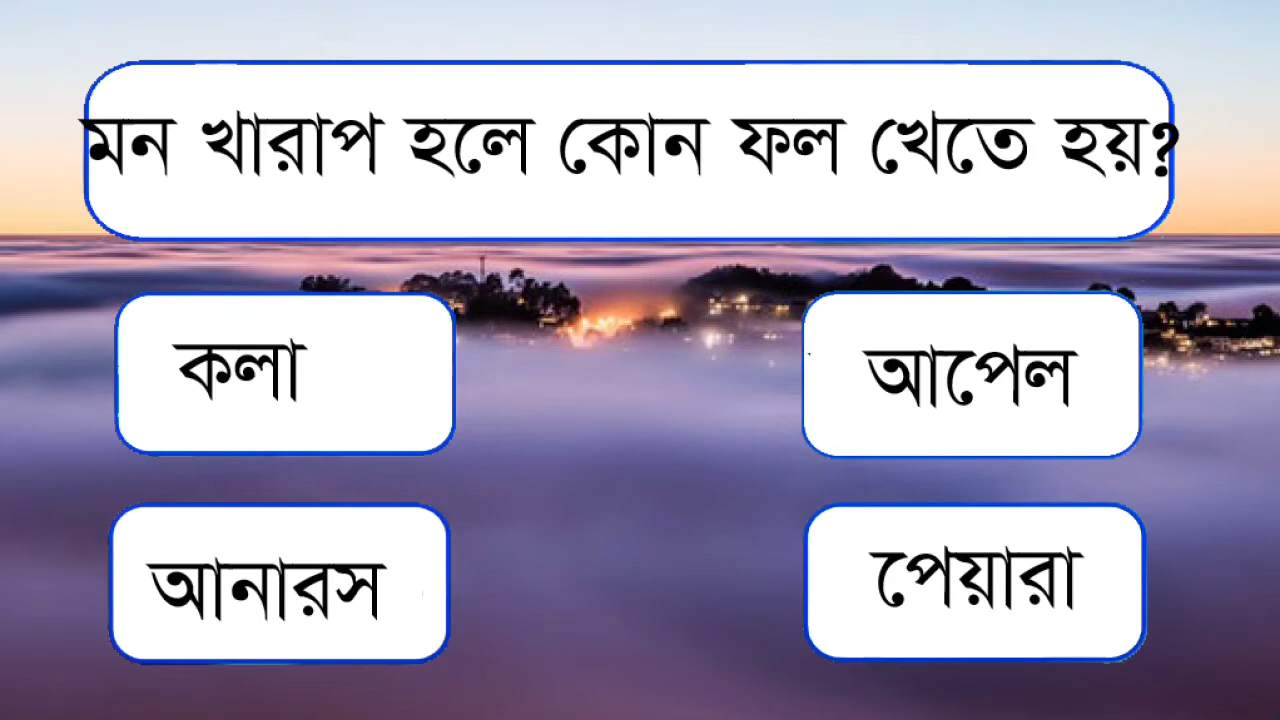 মন খারাপ হলে কোন ফল খেতে হয়?
কলা
আপেল
আনারস
পেয়ারা